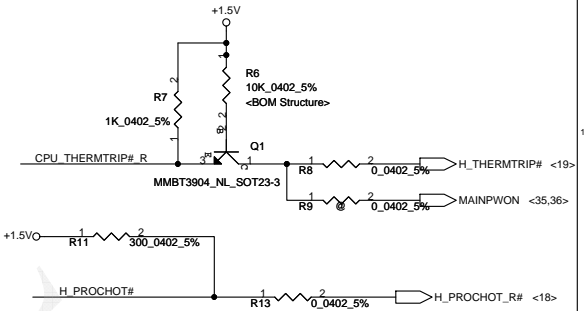 +1.5V
R6
10K_0402_5%
<BOM Structure>
1
2
2
1
R7
1K_0402_5%
2
B
Q1
CPU_THERMTRIP#_R
3
E
C
1
MMBT3904_NL_SOT23-3
R8
1
2
0_0402_5%
H_THERMTRIP# <19>
R9
1
@
2
0_0402_5%
MAINPWON <35,36>
1
+1.5V
R11
1
2
300_0402_5%
H_PROCHOT#
R13
1
2
0_0402_5%
H_PROCHOT_R# <18>